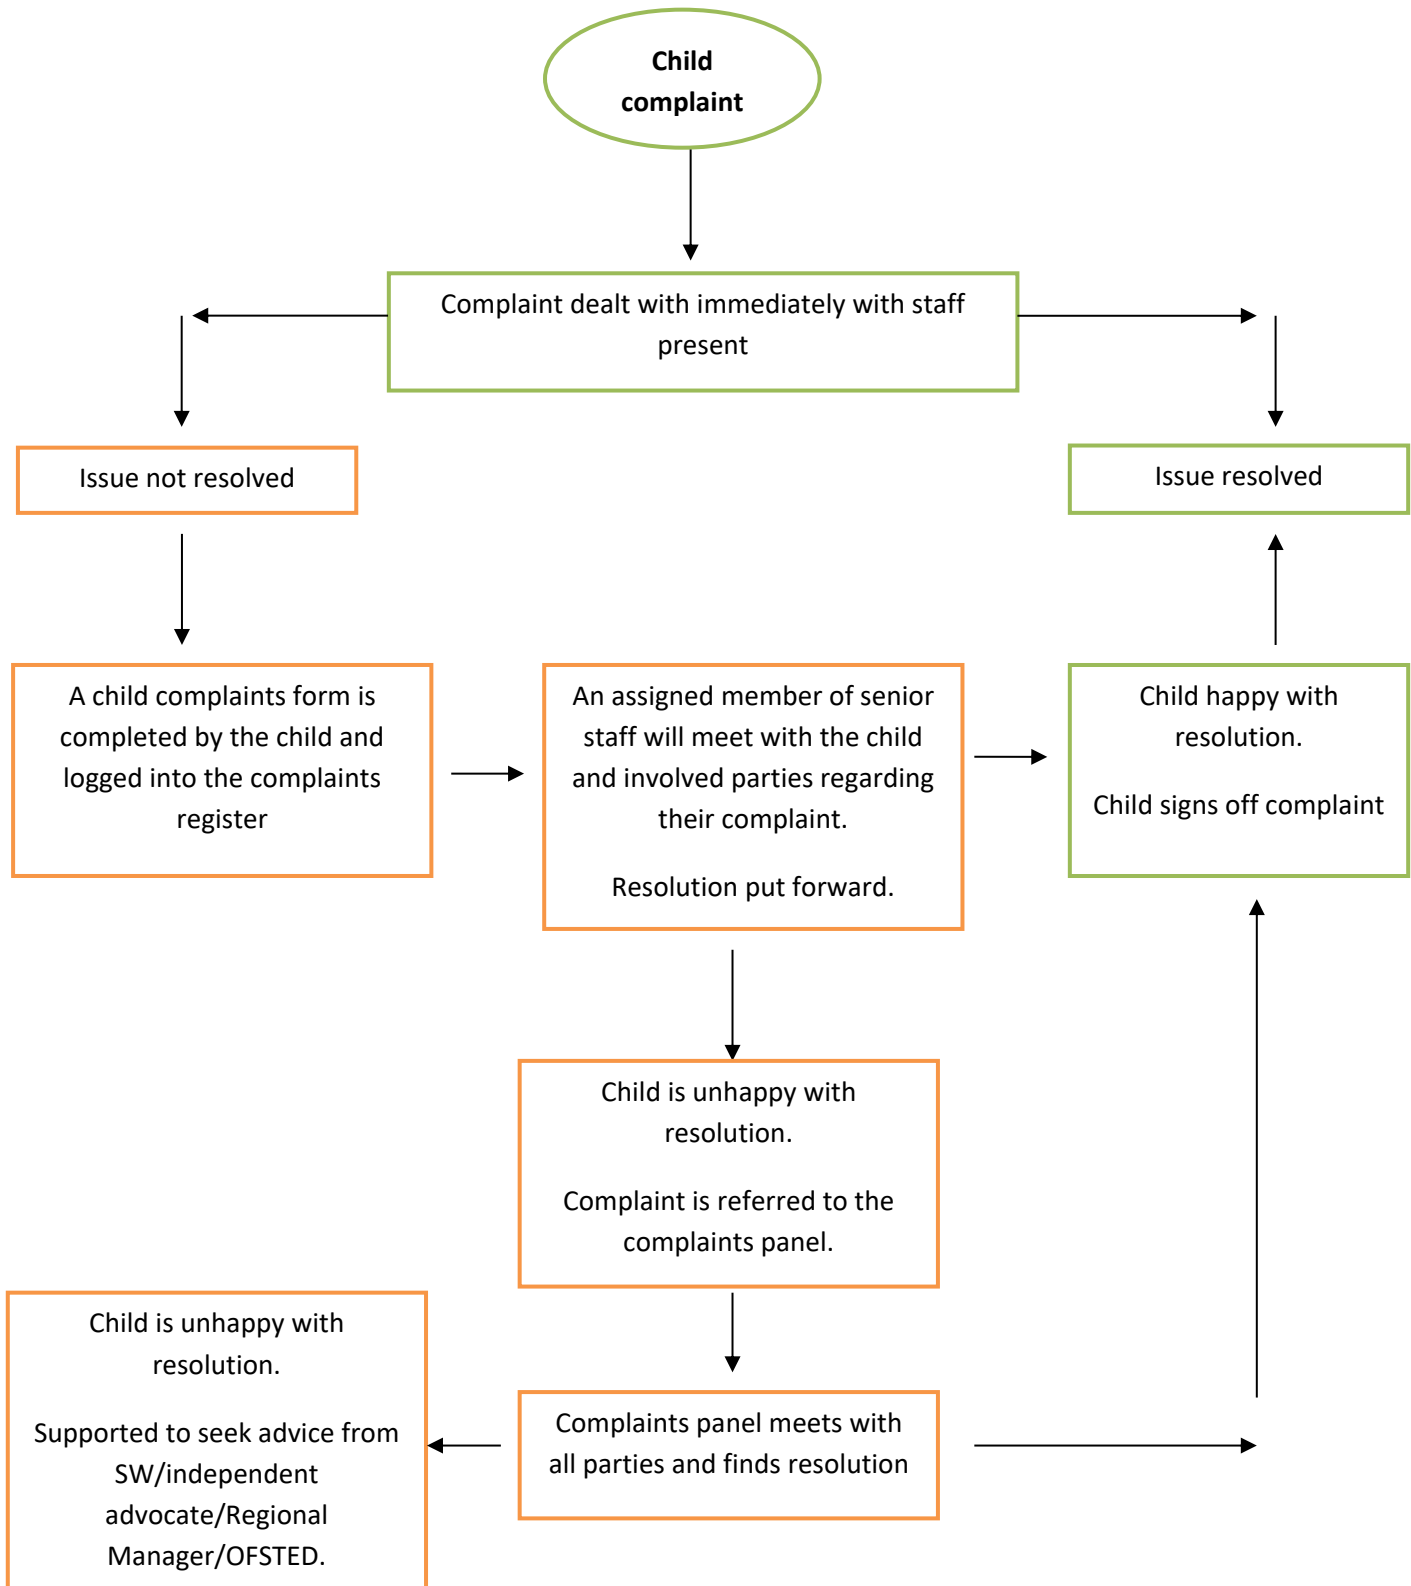 Child
complaint
Complaint dealt with immediately with staff
present
Issue not resolved
Issue resolved
A child complaints form is
completed by the child and
logged into the complaints
register
An assigned member of senior
staff will meet with the child
and involved parties regarding
their complaint.
Resolution put forward.
Child happy with
resolution.
Child signs off complaint
Child is unhappy with
resolution.
Complaint is referred to the
complaints panel.
Child is unhappy with
resolution.
Supported to seek advice from
SW/independent
advocate/Regional
Manager/OFSTED.
Complaints panel meets with
all parties and finds resolution